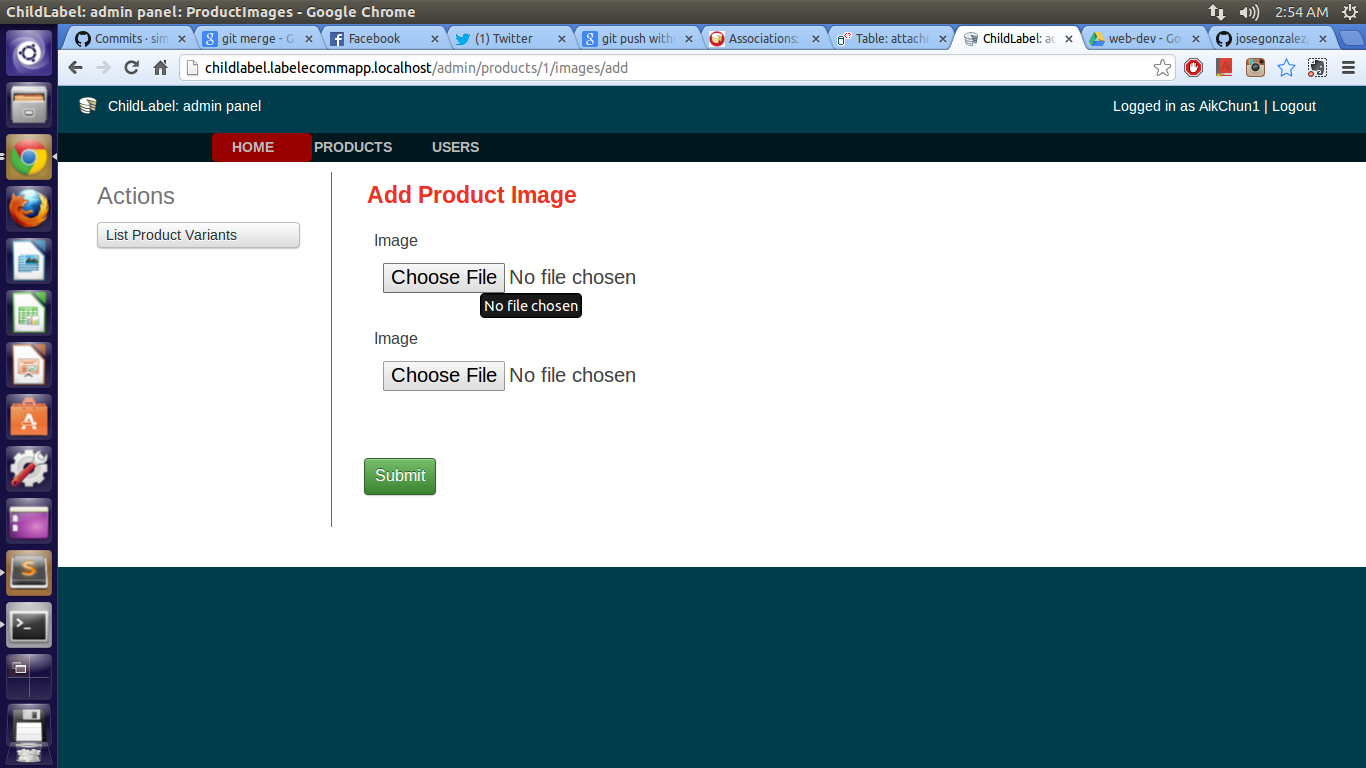 ChildLabel: admin panel: ProductImages - Google Chrome
2:54 AM
Commits · sim
git merge - G
Facebook
(1) Twitter
git push with
Associations:
Table: attach
ChildLabel: a
web-dev - Go
josegonzalez
childlabel.labelecommapp.localhost/admin/products/1/images/add
ChildLabel: admin panel
Logged in as AikChun1 | Logout
HOME
PRODUCTS
USERS
Actions
List Product Variants
Add Product Image
Image
Choose File No file chosen
No file chosen
Image
Choose File No file chosen
Submit